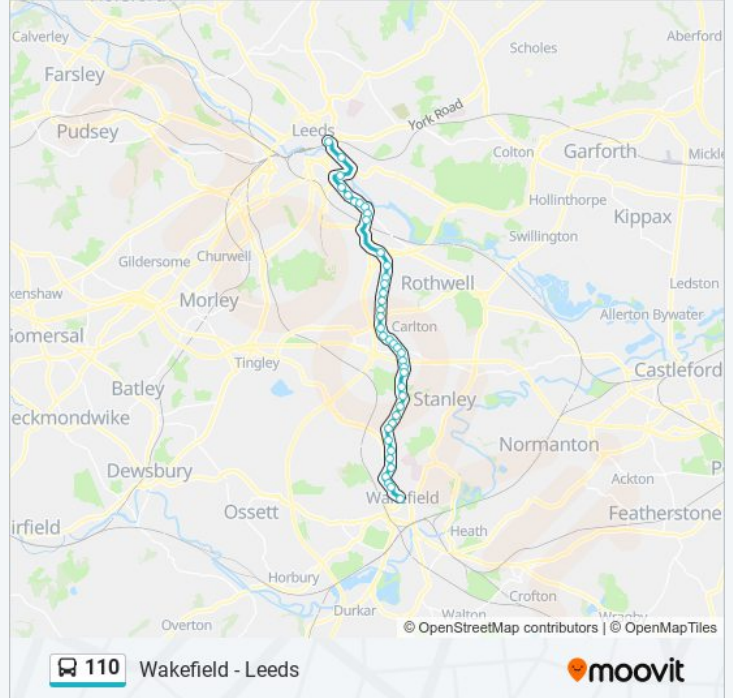 Calverley
Scholes
Aberford
Farsley
Pudsey
Leeds
York Road
Colton
Garforth
Hollinthorpe
Kippax
Swillington
Gildersome
Churwell
Rothwell
Ledston
kenshaw
Morley
Allerton Bywater
Gomersal
Carlton
Tingley
Castleford
Batley
Stanley
eckmondwike
Normanton
Dewsbury
Ackton
Wakefield
Ossett
Featherstone
irfield
Heath
Horbury
Crofton
Durkar
Walton
Overton
© OpenStreetMap contributors | © OpenMapTiles
110 Wakefield - Leeds
moovit